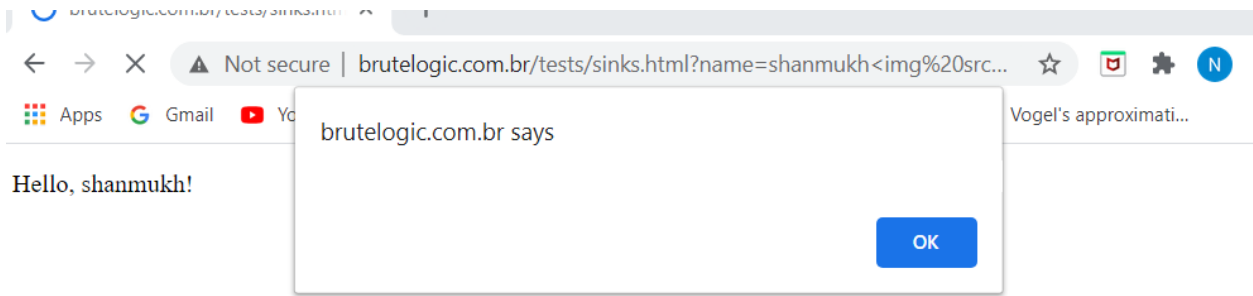 brutelogic.com.br/tests/sinks.htm
Not secure | brutelogic.com.br/tests/sinks.html?name=shanmukh<img%20src...
N
Apps Gmail Yo Vogel's approximati...
brutelogic.com.br says
Hello, shanmukh!
OK